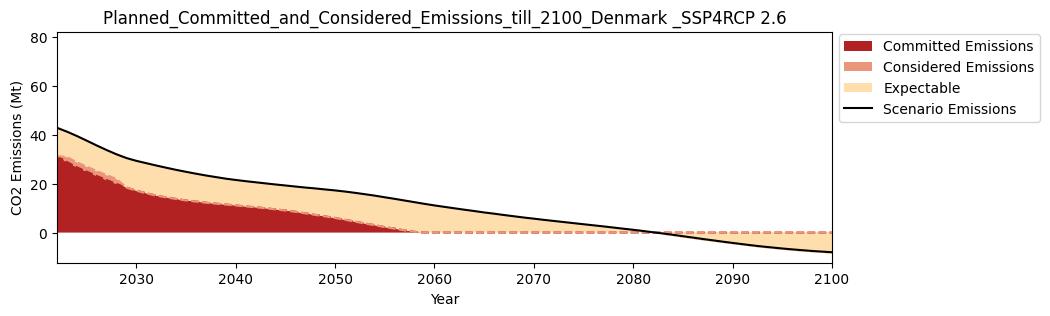 Planned_Committed_and_Considered_Emissions_till_2100_Denmark _SSP4RCP 2.6
80
60
40
20
0
CO2 Emissions (Mt)
2030 2040 2050 2060 2070 2080 2090 2100
Year
Committed Emissions
Considered Emissions
Expectable
Scenario Emissions